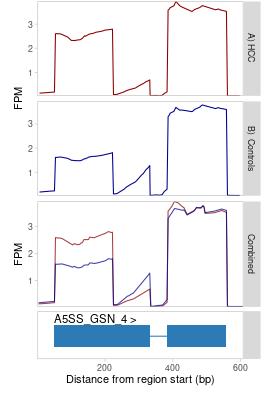 3
2
1
FPM
A) HCC
3
2
1
B) Controls
3
2
1
FPM
Combined
A5SS_GSN_4 >
200 400 600
Distance from region start (bp)